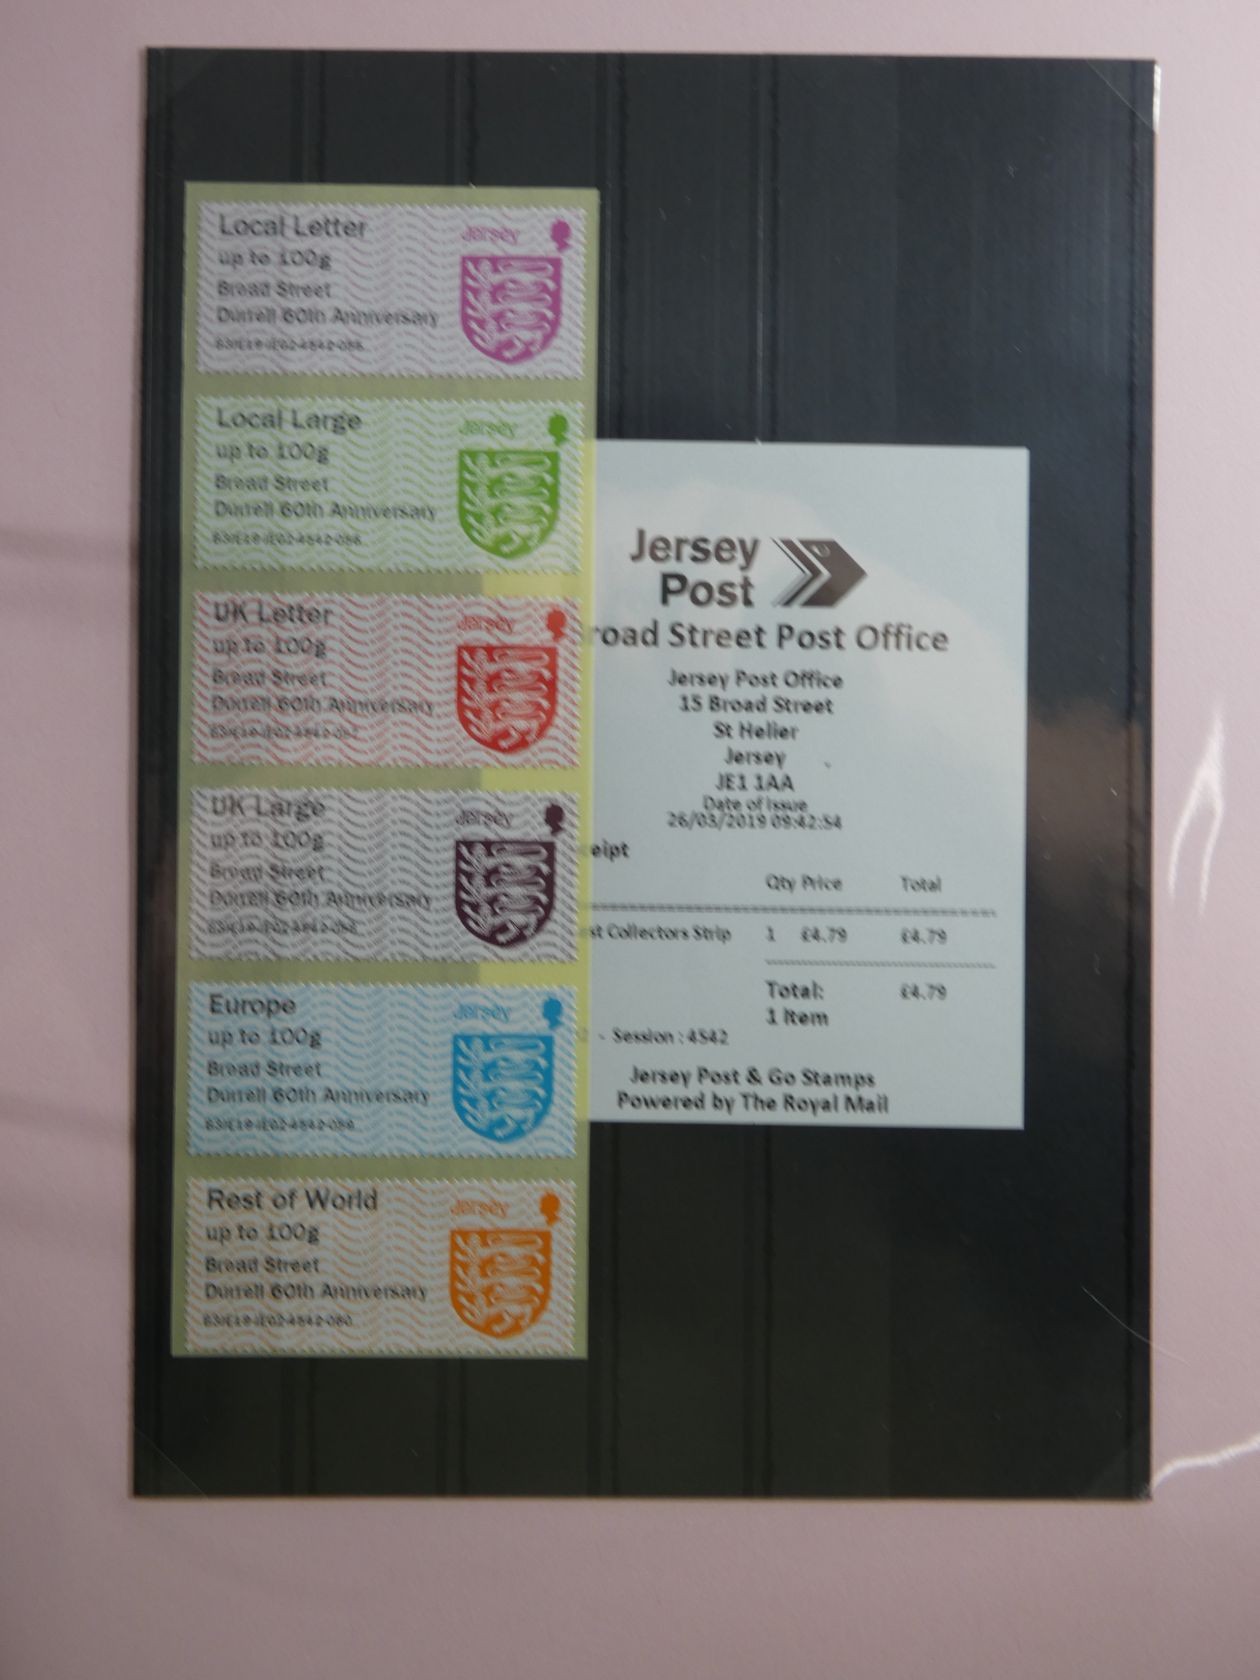 Local Letter
Jersey
up to 100g
Broad Street
Durrell 60th Anniversary
Local Large
Jersey
up to 100g
Broad Street
Durrell 60th Anniversary
UK Letter
Jersey
up to 100g
Broad Street
Durrell 60th Anniversary
UK Large
Jersey
up to 100g
Broad Street
Durrell 60th Anniversary
Europe
Jersey
up to 100g
Broad Street
Durrell 60th Anniversary
Rest of World
Jersey
up to 100g
Broad Street
Durrell 60th Anniversary
Jersey
Post
road Street Post Office
Jersey Post Office
15 Broad Street
St Helier
Jersey
JE1 1AA
Date of Issue
26/03/2019 09:42:54
eipt
Qty Price Total
st Collectors Strip 1 £4.79 £4.79
Total: £4.79
1 Item
- Session : 4542
Jersey Post & Go Stamps
Powered by The Royal Mail